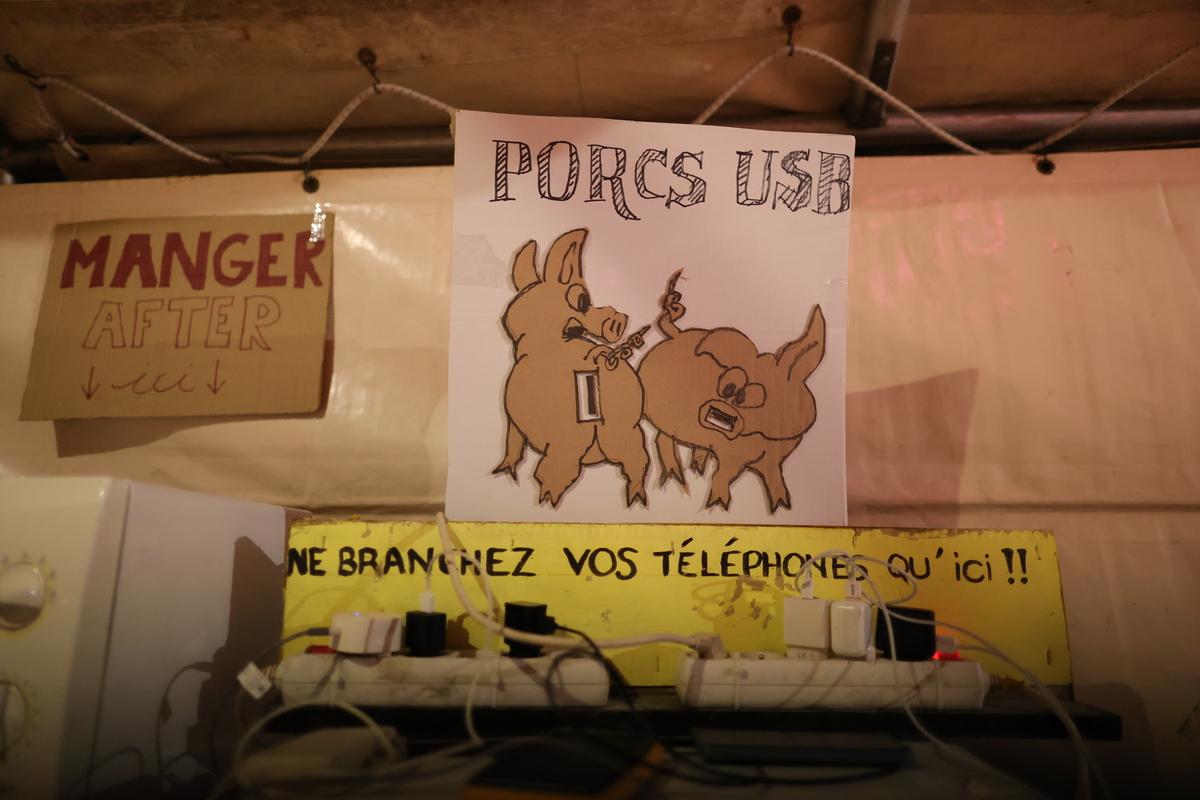 PORCS USB
MANGER
AFTER
↓ ici ↓
NE BRANCHEZ VOS TÉLÉPHONES QU'ici !!